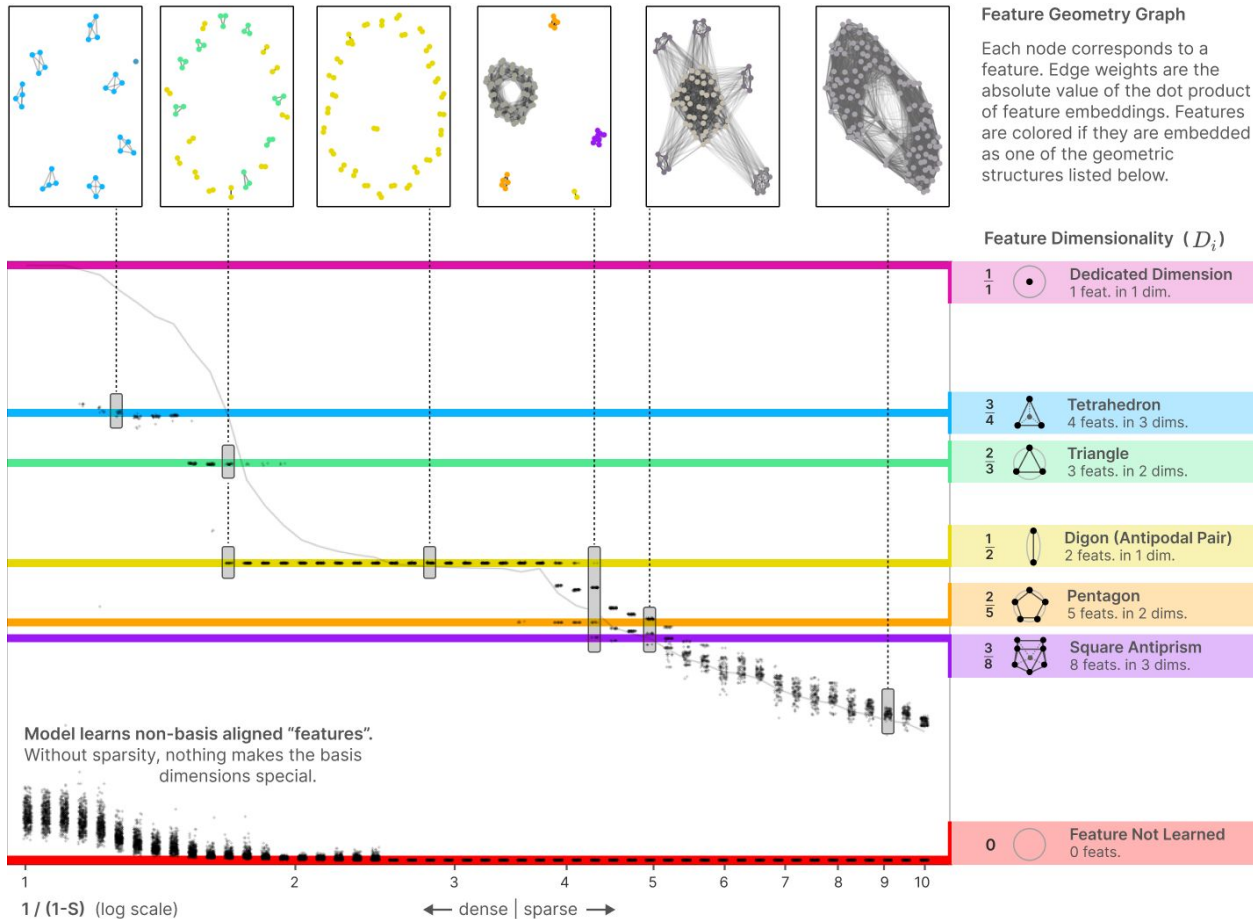 Feature Geometry Graph
Each node corresponds to a
feature. Edge weights are the
absolute value of the dot product
of feature embeddings. Features
are colored if they are embedded
as one of the geometric
structures listed below.
Feature Dimensionality ( D_i )
1/1 Dedicated Dimension
1 feat. in 1 dim.
3/4 Tetrahedron
4 feats. in 3 dims.
2/3 Triangle
3 feats. in 2 dims.
1/2 Digon (Antipodal Pair)
2 feats. in 1 dim.
2/5 Pentagon
5 feats. in 2 dims.
3/8 Square Antiprism
8 feats. in 3 dims.
Model learns non-basis aligned “features”.
Without sparsity, nothing makes the basis
dimensions special.
0 Feature Not Learned
0 feats.
1 2 3 4 5 6 7 8 9 10
1 / (1-S) (log scale) ← dense | sparse →